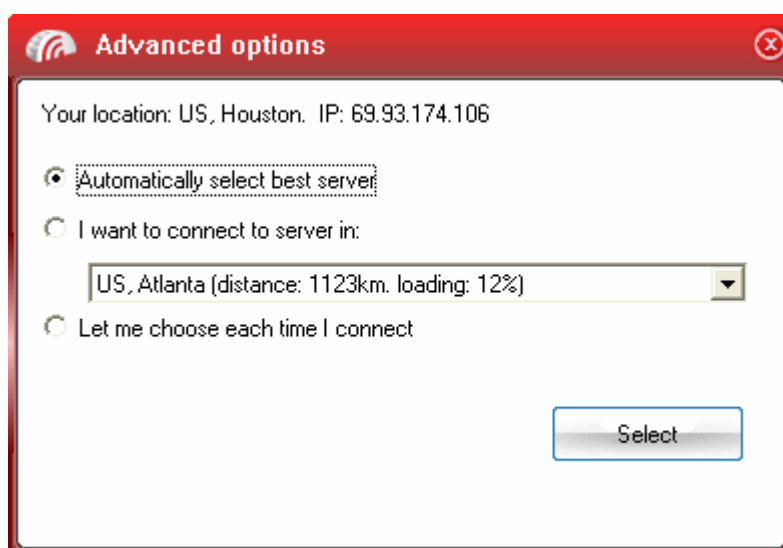 Advanced options
Your location: US, Houston.  IP: 69.93.174.106
Automatically select best server
I want to connect to server in:
US, Atlanta (distance: 1123km. loading: 12%)
Let me choose each time I connect
Select